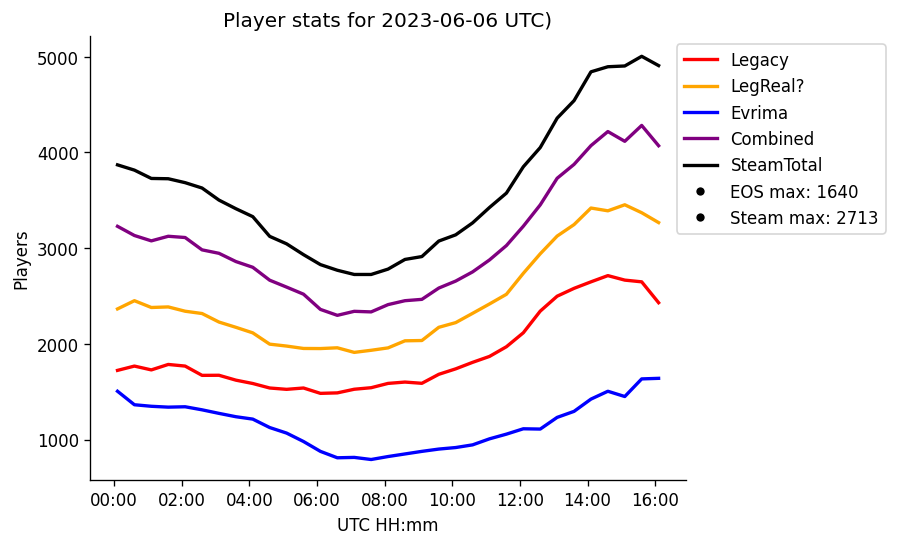 Player stats for 2023-06-06 UTC)
Players
5000
4000
3000
2000
1000
00:00 02:00 04:00 06:00 08:00 10:00 12:00 14:00 16:00
UTC HH:mm
Legacy
LegReal?
Evrima
Combined
SteamTotal
EOS max: 1640
Steam max: 2713